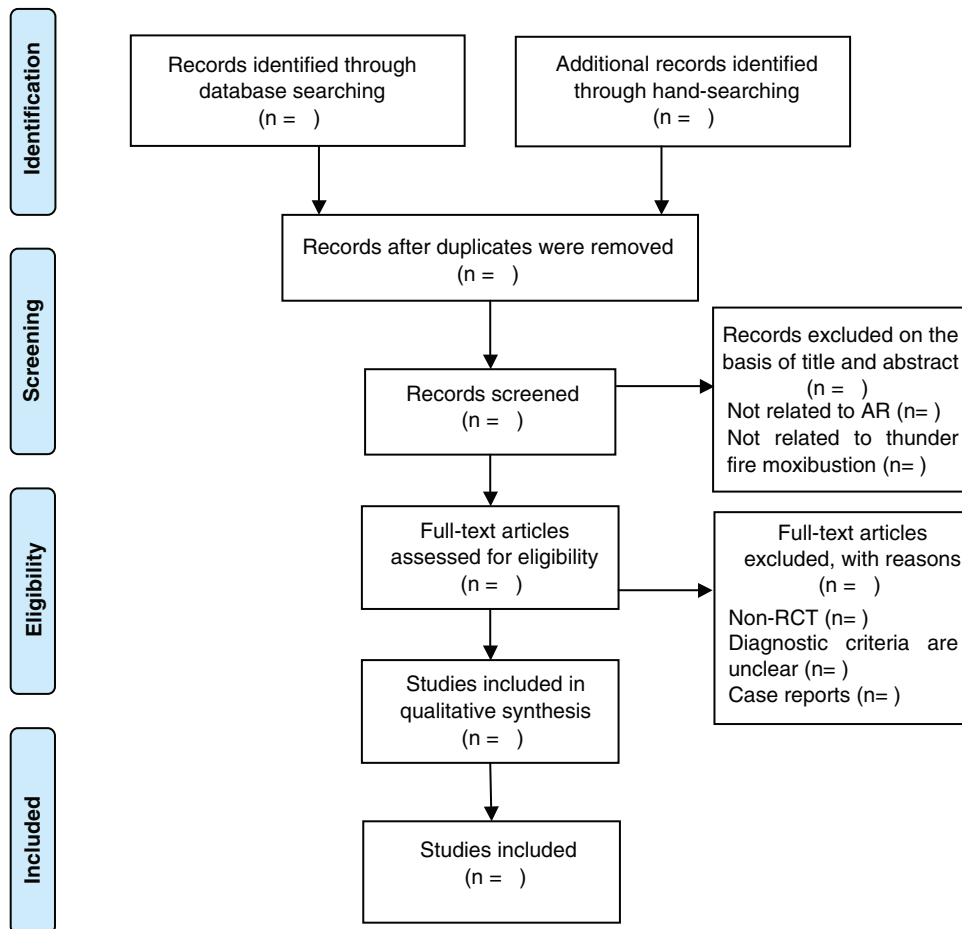 Identification
Records identified through
database searching
(n =   )
Additional records identified
through hand-searching
(n =   )
Records after duplicates were removed
(n =   )
Screening
Records screened
(n =   )
Records excluded on the
basis of title and abstract
(n =   )
Not related to AR (n= )
Not related to thunder
fire moxibustion (n= )
Eligibility
Full-text articles
assessed for eligibility
(n =   )
Full-text articles
excluded, with reasons
(n =   )
Non-RCT (n= )
Diagnostic criteria are
unclear (n= )
Case reports (n= )
Studies included in
qualitative synthesis
(n =   )
Included
Studies included
(n =   )